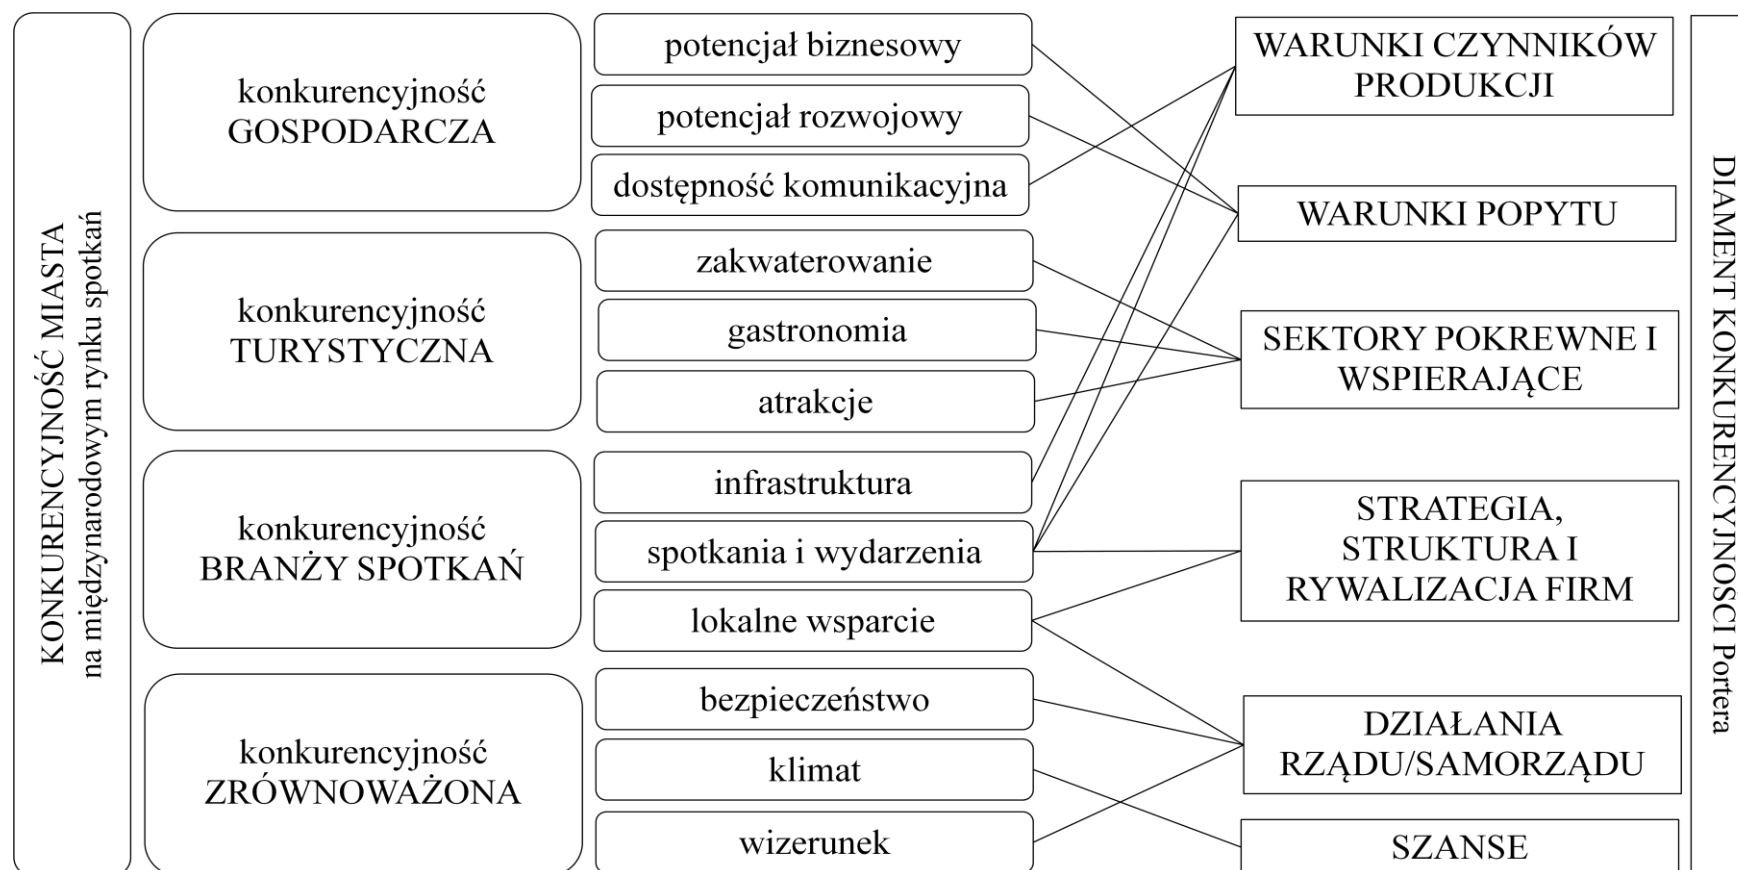 KONKURENCYJNOŚĆ MIASTA
na międzynarodowym rynku spotkań
konkurencyjność
GOSPODARCZA
potencjał biznesowy
potencjał rozwojowy
dostępność komunikacyjna
konkurencyjność
TURYSTYCZNA
zakwaterowanie
gastronomia
atrakcje
konkurencyjność
BRANŻY SPOTKAŃ
infrastruktura
spotkania i wydarzenia
lokalne wsparcie
konkurencyjność
ZRÓWNOWAŻONA
bezpieczeństwo
klimat
wizerunek
WARUNKI CZYNNIKÓW
PRODUKCJI
WARUNKI POPYTU
SEKTORY POKREWNE I
WSPIERAJĄCE
STRATEGIA,
STRUKTURA I
RYWALIZACJA FIRM
DZIAŁANIA
RZĄDU/SAMORZĄDU
SZANSE
DIAMENT KONKURENCYJNOŚCI Portera